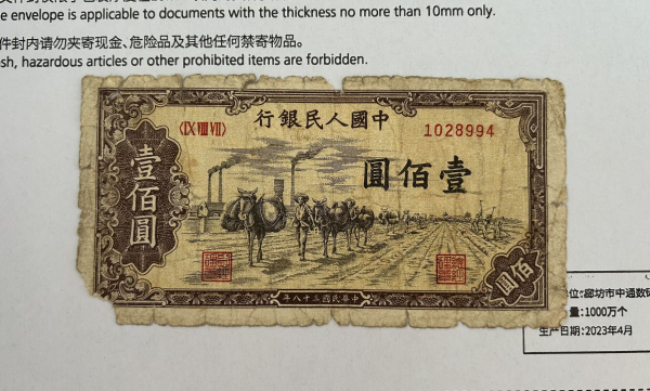 e envelope is applicable to documents with the thickness no more than 10mm only.
件封内请勿夹寄现金、危险品及其他任何禁寄物品。
sh, hazardous articles or other prohibited items are forbidden.
行銀民人國中
〈IX VIII VII〉
1028994
壹佰圓
圓佰壹
佰圓
年八十三國民華中
位:廊坊市中通数码
量:1000万个
生产日期:2023年4月